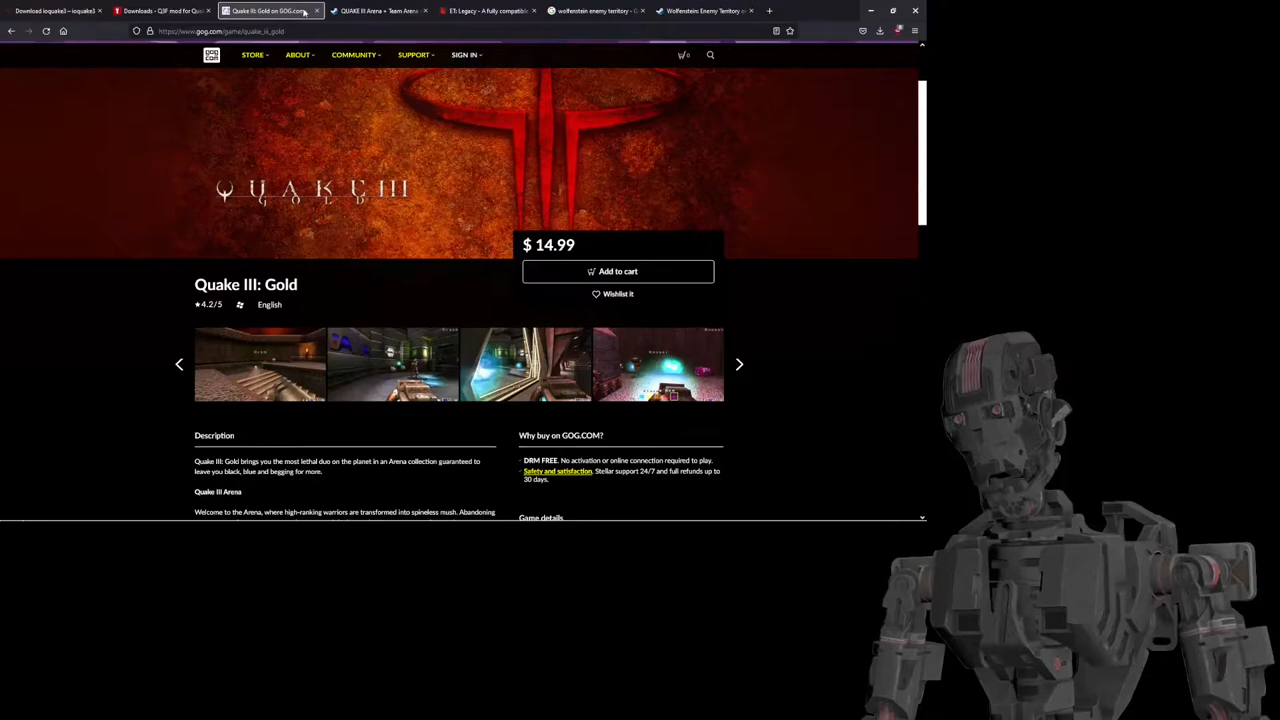 Download ioquake3 – ioquake3
Downloads - Q3F mod for Qua
Quake III: Gold on GOG.com
QUAKE III Arena + Team Arena
ET: Legacy - A fully compatible
wolfenstein enemy territory - G
Wolfenstein: Enemy Territory on
https://www.gog.com/game/quake_iii_gold
GOG
COM
STORE
ABOUT
COMMUNITY
SUPPORT
SIGN IN
0
QUAKE III
GOLD
$ 14.99
Add to cart
Wishlist it
Quake III: Gold
★4.2/5
English
Description
Why buy on GOG.COM?
Quake III: Gold brings you the most lethal duo on the planet in an Arena collection guaranteed to
leave you black, blue and begging for more.
DRM FREE. No activation or online connection required to play.
Safety and satisfaction. Stellar support 24/7 and full refunds up to
30 days.
Quake III Arena
Welcome to the Arena, where high-ranking warriors are transformed into spineless mush. Abandoning
Game details